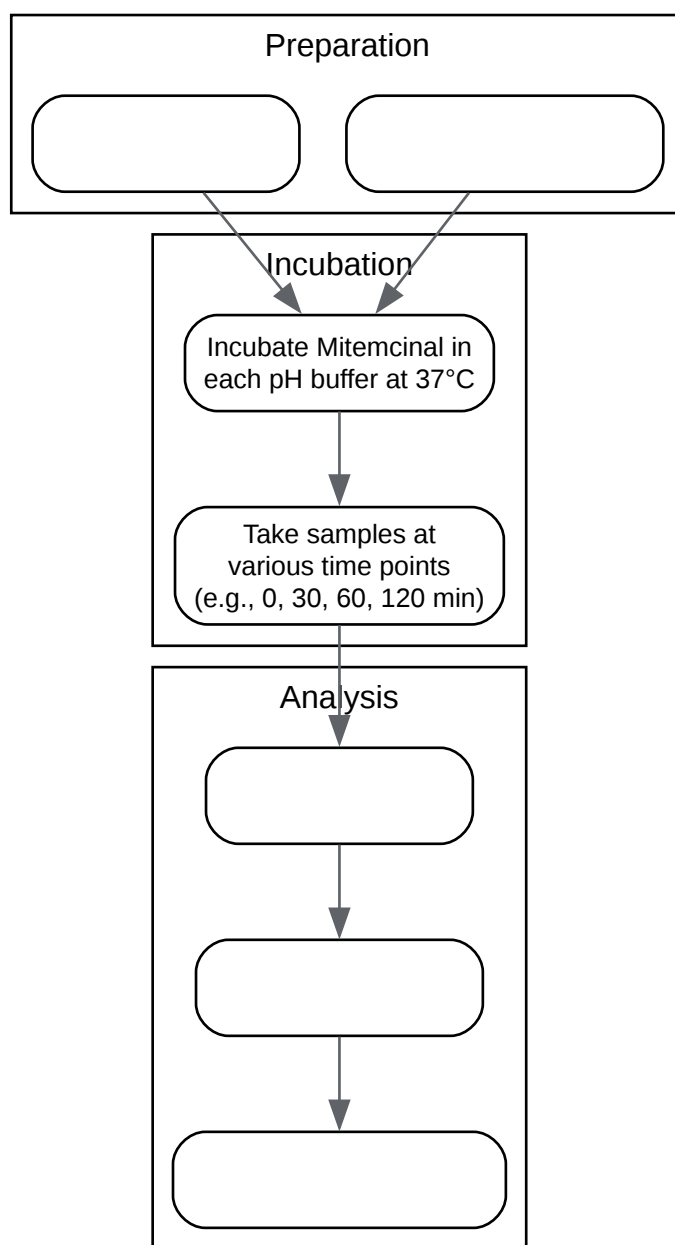 Preparation
Incubation
Incubate Mitemcinal in
each pH buffer at 37°C
Take samples at
various time points
(e.g., 0, 30, 60, 120 min)
Analysis